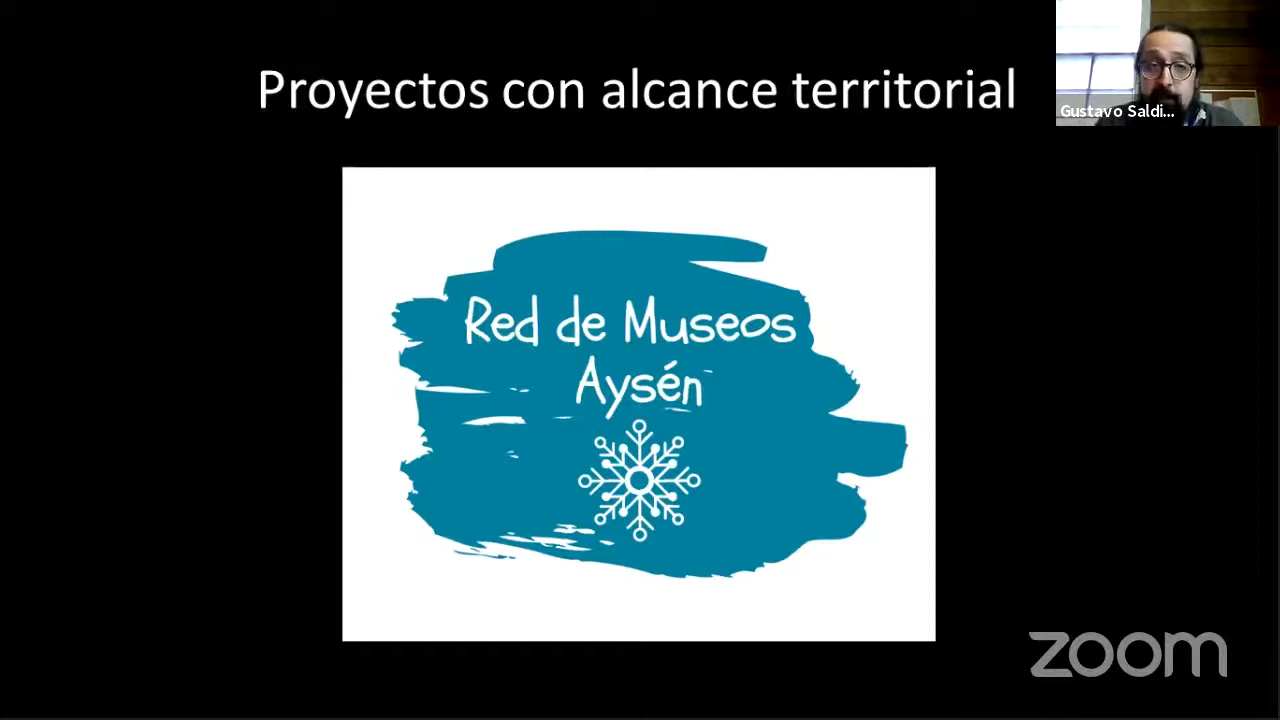 Proyectos con alcance territorial
Gustavo Saldi...
Red de Museos
Aysén
zoom